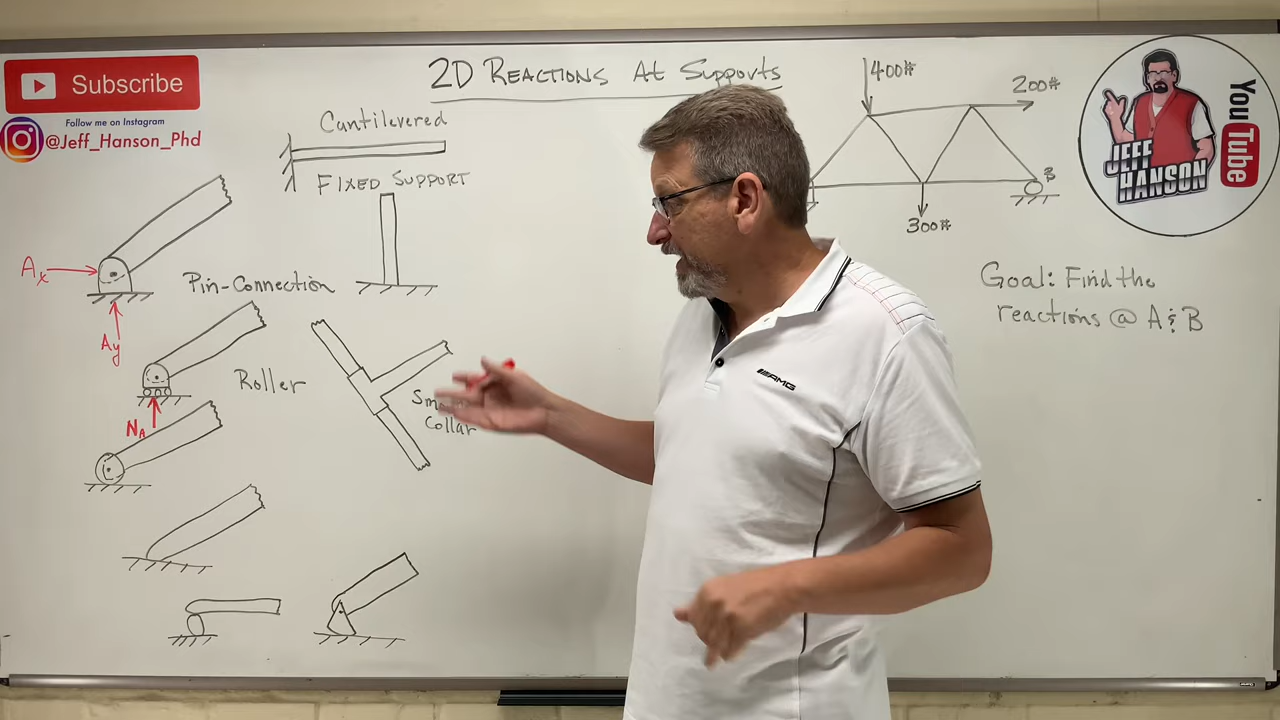 2D REACTIONS At Supports
Subscribe
Follow me on Instagram
@Jeff_Hanson_Phd
Cantilevered
FIXED SUPPORT
Ax
Ay
Pin-Connection
Roller
NA
Collar
400#
200#
B
300#
Goal: Find the
reactions @ A & B
JEFF
HANSON
YouTube
AMG